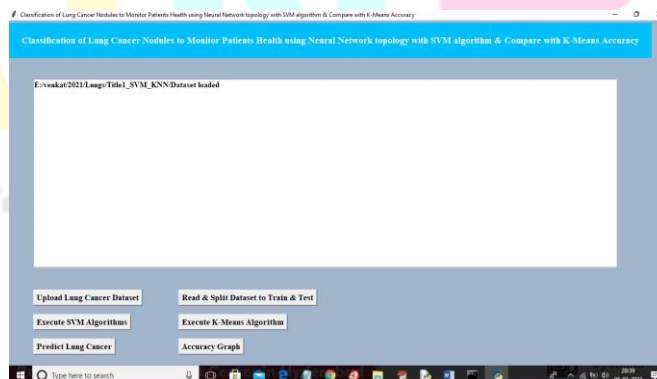 Classification of Lung Cancer Nodules to Monitor Patients Health using Neural Network topology with SVM algorithm & Compare with K-Means Accuracy
Classification of Lung Cancer Nodules to Monitor Patients Health using Neural Network topology with SVM algorithm & Compare with K-Means Accuracy
E:/venkat/2021/Lungs/Title1_SVM_KNN/Dataset loaded
Upload Lung Cancer Dataset
Read & Split Dataset to Train & Test
Execute SVM Algorithms
Execute K-Means Algorithm
Predict Lung Cancer
Accuracy Graph
Type here to search
20:39